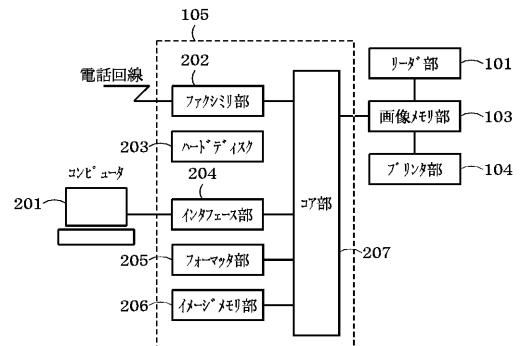 105
電話回線
202
ﾌｧｸｼﾐﾘ部
203
ﾊｰﾄﾞﾃﾞｨｽｸ
ｺﾝﾋﾟｭｰﾀ
201
204
ｲﾝﾀﾌｪｰｽ部
205
ﾌｫｰﾏｯﾀ部
206
ｲﾒｰｼﾞﾒﾓﾘ部
ｺｱ部
207
ﾘｰﾀﾞ部
101
画像ﾒﾓﾘ部
103
ﾌﾟﾘﾝﾀ部
104